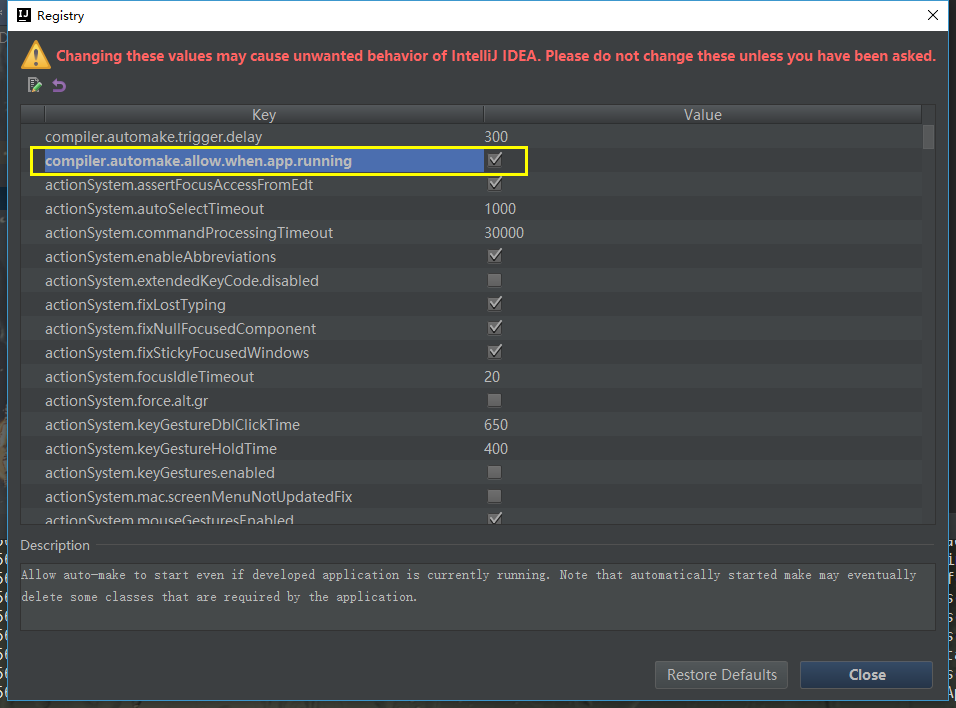 Registry
Changing these values may cause unwanted behavior of IntelliJ IDEA. Please do not change these unless you have been asked.
Key Value
compiler.automake.trigger.delay 300
compiler.automake.allow.when.app.running
actionSystem.assertFocusAccessFromEdt
actionSystem.autoSelectTimeout 1000
actionSystem.commandProcessingTimeout 30000
actionSystem.enableAbbreviations
actionSystem.extendedKeyCode.disabled
actionSystem.fixLostTyping
actionSystem.fixNullFocusedComponent
actionSystem.fixStickyFocusedWindows
actionSystem.focusIdleTimeout 20
actionSystem.force.alt.gr
actionSystem.keyGestureDblClickTime 650
actionSystem.keyGestureHoldTime 400
actionSystem.keyGestures.enabled
actionSystem.mac.screenMenuNotUpdatedFix
actionSystem.mouseGesturesEnabled
Description
Allow auto-make to start even if developed application is currently running. Note that automatically started make may eventually
delete some classes that are required by the application.
Restore Defaults Close